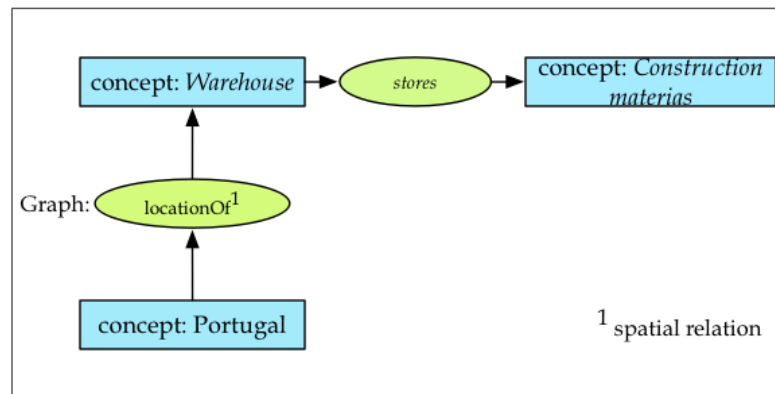 concept: Warehouse
stores
concept: Construction
materias
Graph:
locationOf1
concept: Portugal
1 spatial relation